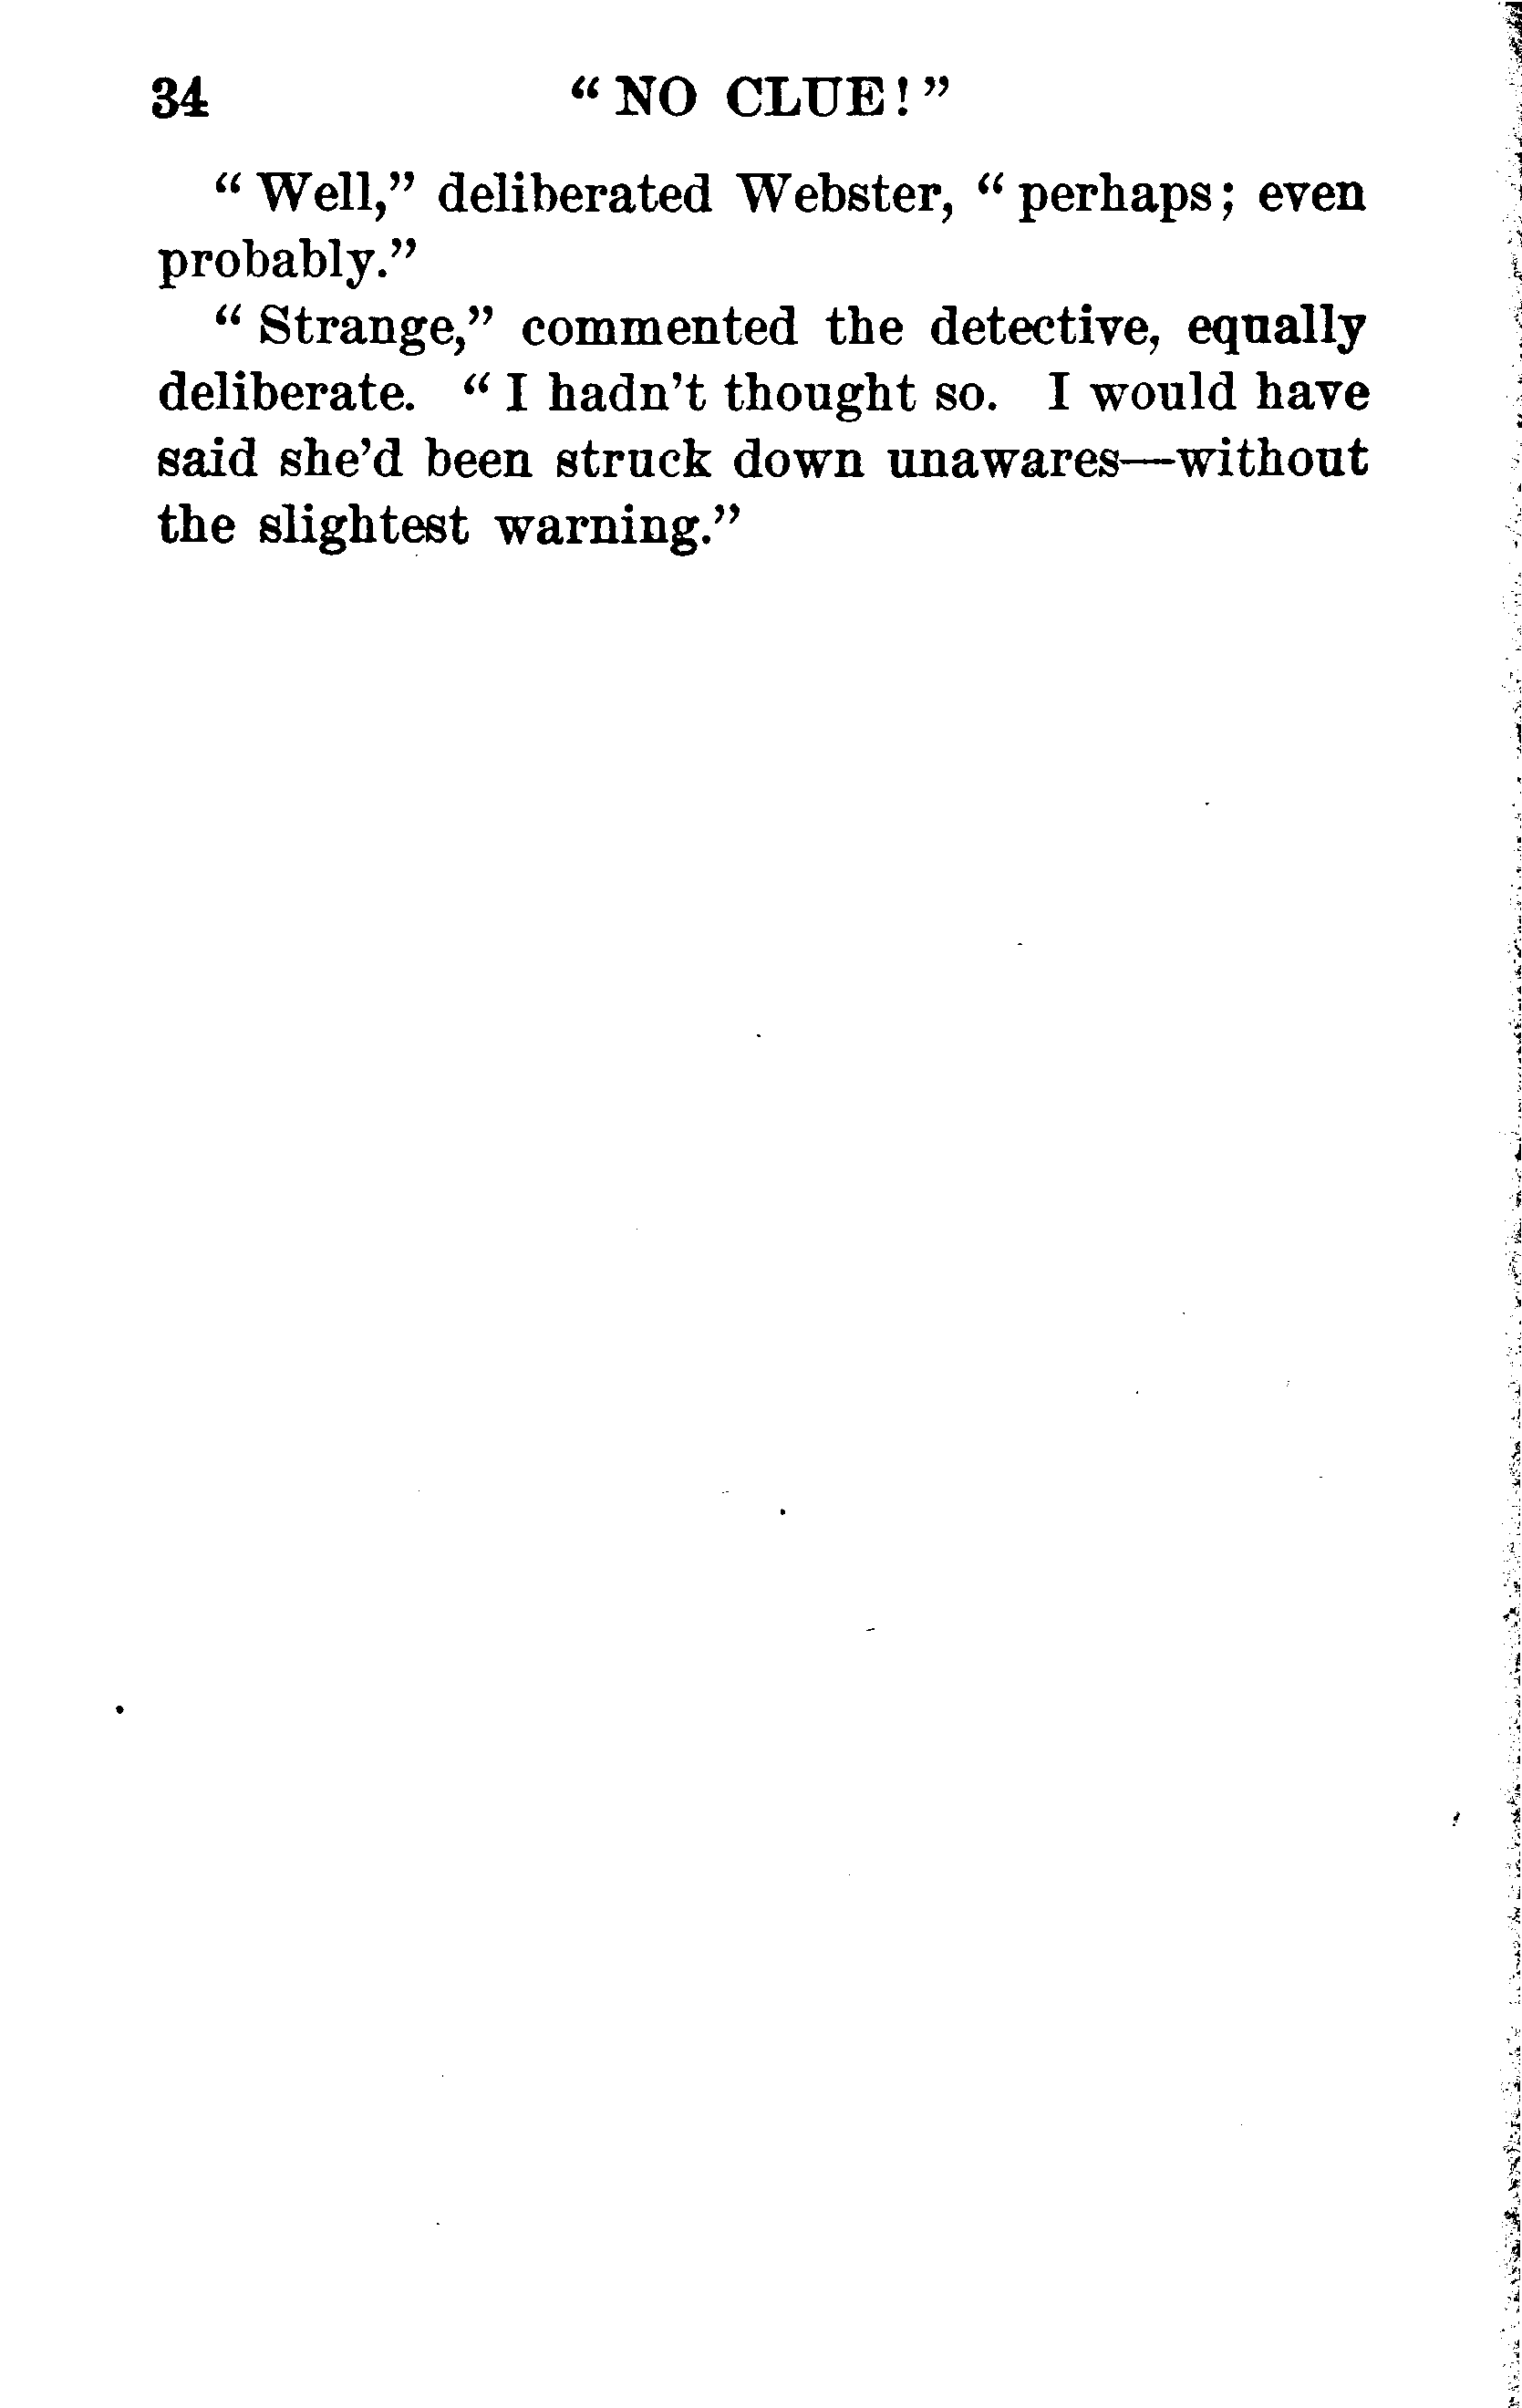 34 “ NO CLUE! ”
“ Well,” deliberated Webster, “ perhaps; even
probably.”
“ Strange,” commented the detective, equally
deliberate. “ I hadn't thought so. I would have
said she'd been struck down unawares—without
the slightest warning.”